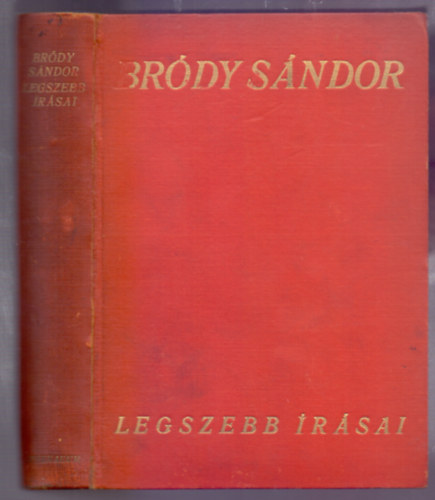 BRÓDY
SÁNDOR
LEGSZEBB
ÍRÁSAI
BRÓDY SÁNDOR
LEGSZEBB ÍRÁSAI